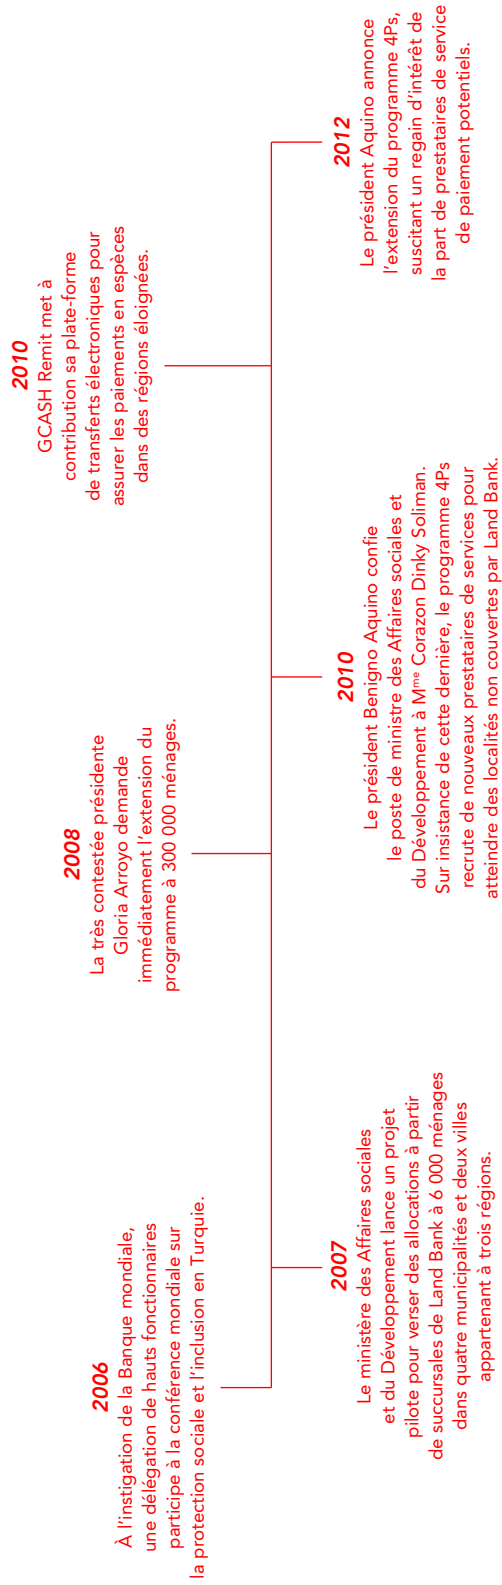 2006
À l’instigation de la Banque mondiale,
une délégation de hauts fonctionnaires
participe à la conférence mondiale sur
la protection sociale et l’inclusion en Turquie.
2007
Le ministère des Affaires sociales
et du Développement lance un projet
pilote pour verser des allocations à partir
de succursales de Land Bank à 6 000 ménages
dans quatre municipalités et deux villes
appartenant à trois régions.
2008
La très contestée présidente
Gloria Arroyo demande
immédiatement l’extension du
programme à 300 000 ménages.
2010
Le président Benigno Aquino confie
le poste de ministre des Affaires sociales et
du Développement à Mᵐᵉ Corazon Dinky Soliman.
Sur insistance de cette dernière, le programme 4Ps
recrute de nouveaux prestataires de services pour
atteindre des localités non couvertes par Land Bank.
2010
GCASH Remit met à
contribution sa plate-forme
de transferts électroniques pour
assurer les paiements en espèces
dans des régions éloignées.
2012
Le président Aquino annonce
l’extension du programme 4Ps,
suscitant un regain d’intérêt de
la part de prestataires de service
de paiement potentiels.